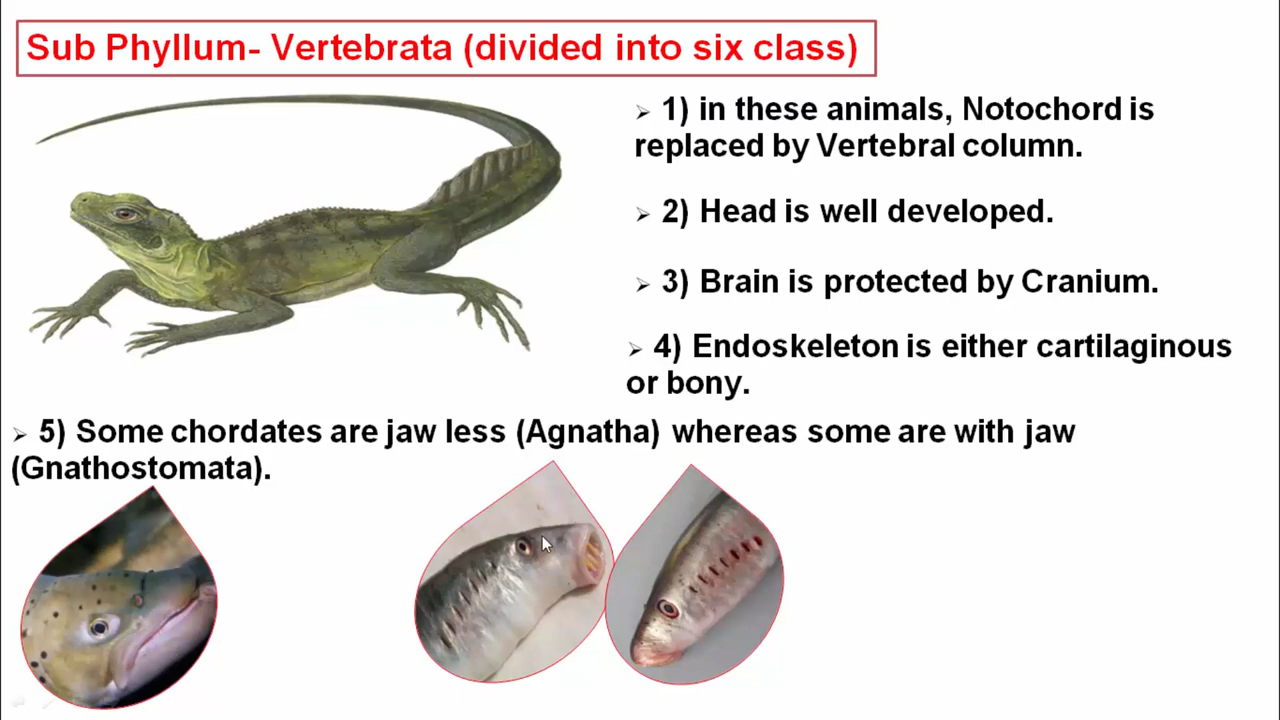 Sub Phyllum- Vertebrata (divided into six class)
➢ 1) in these animals, Notochord is
replaced by Vertebral column.
➢ 2) Head is well developed.
➢ 3) Brain is protected by Cranium.
➢ 4) Endoskeleton is either cartilaginous
or bony.
➢ 5) Some chordates are jaw less (Agnatha) whereas some are with jaw
(Gnathostomata).